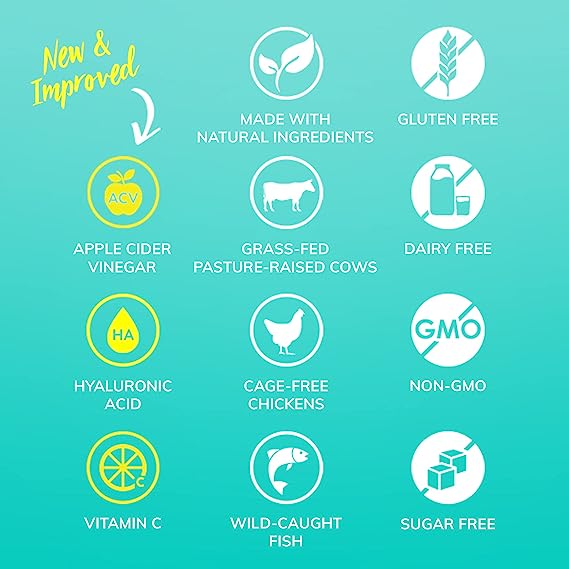 New &
Improved
MADE WITH
NATURAL INGREDIENTS
GLUTEN FREE
ACV
APPLE CIDER
VINEGAR
GRASS-FED
PASTURE-RAISED COWS
DAIRY FREE
HA
HYALURONIC
ACID
CAGE-FREE
CHICKENS
GMO
NON-GMO
C
VITAMIN C
WILD-CAUGHT
FISH
SUGAR FREE